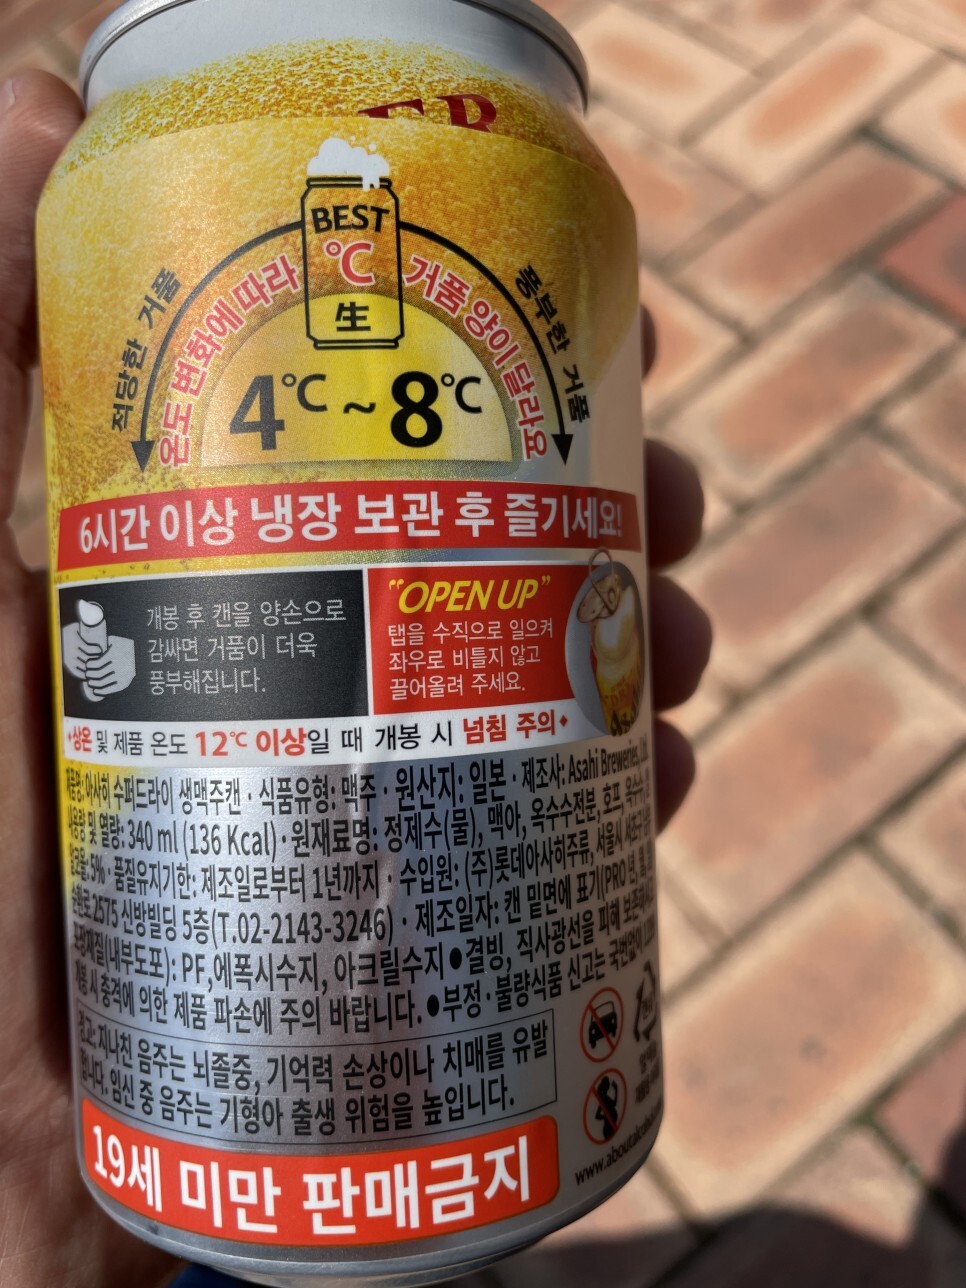 ER
BEST
℃
生
적당한 거품
온도 변화에 따라
거품 양이 달라요
풍부한 거품
4℃ ~ 8℃
6시간 이상 냉장 보관 후 즐기세요!
개봉 후 캔을 양손으로
감싸면 거품이 더욱
풍부해집니다.
"OPEN UP"
탭을 수직으로 일으켜
좌우로 비틀지 않고
끌어올려 주세요.
•상온 및 제품 온도 12℃ 이상일 때 개봉 시 넘침 주의•
제품명: 아사히 수퍼드라이 생맥주캔 · 식품유형: 맥주 · 원산지: 일본 · 제조사: Asahi Breweries,
및 열량: 340 ml (136 Kcal) · 원재료명: 정제수(물), 맥아, 옥수수전분, 호프, 옥수수,
5% · 품질유지기한: 제조일로부터 1년까지 · 수입원: (주)롯데아사히주류, 서울시 서초구
2575 신방빌딩 5층(T.02-2143-3246) · 제조일자: 캔 밑면에 표기(PRO 년,
(내부도포): PF,에폭시수지, 아크릴수지 ●결빙, 직사광선을 피해
시 충격에 의한 제품 파손에 주의 바랍니다. ●부정 · 불량식품 신고는 국번없이
경고: 지나친 음주는 뇌졸중, 기억력 손상이나 치매를 유발
합니다. 임신 중 음주는 기형아 출생 위험을 높입니다.
19세 미만 판매금지